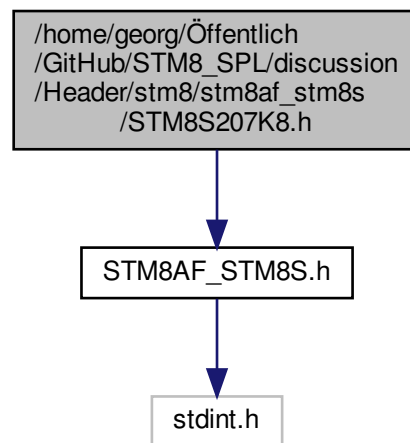 /home/georg/Öffentlich
/GitHub/STM8_SPL/discussion
/Header/stm8/stm8af_stm8s
/STM8S207K8.h
STM8AF_STM8S.h
stdint.h